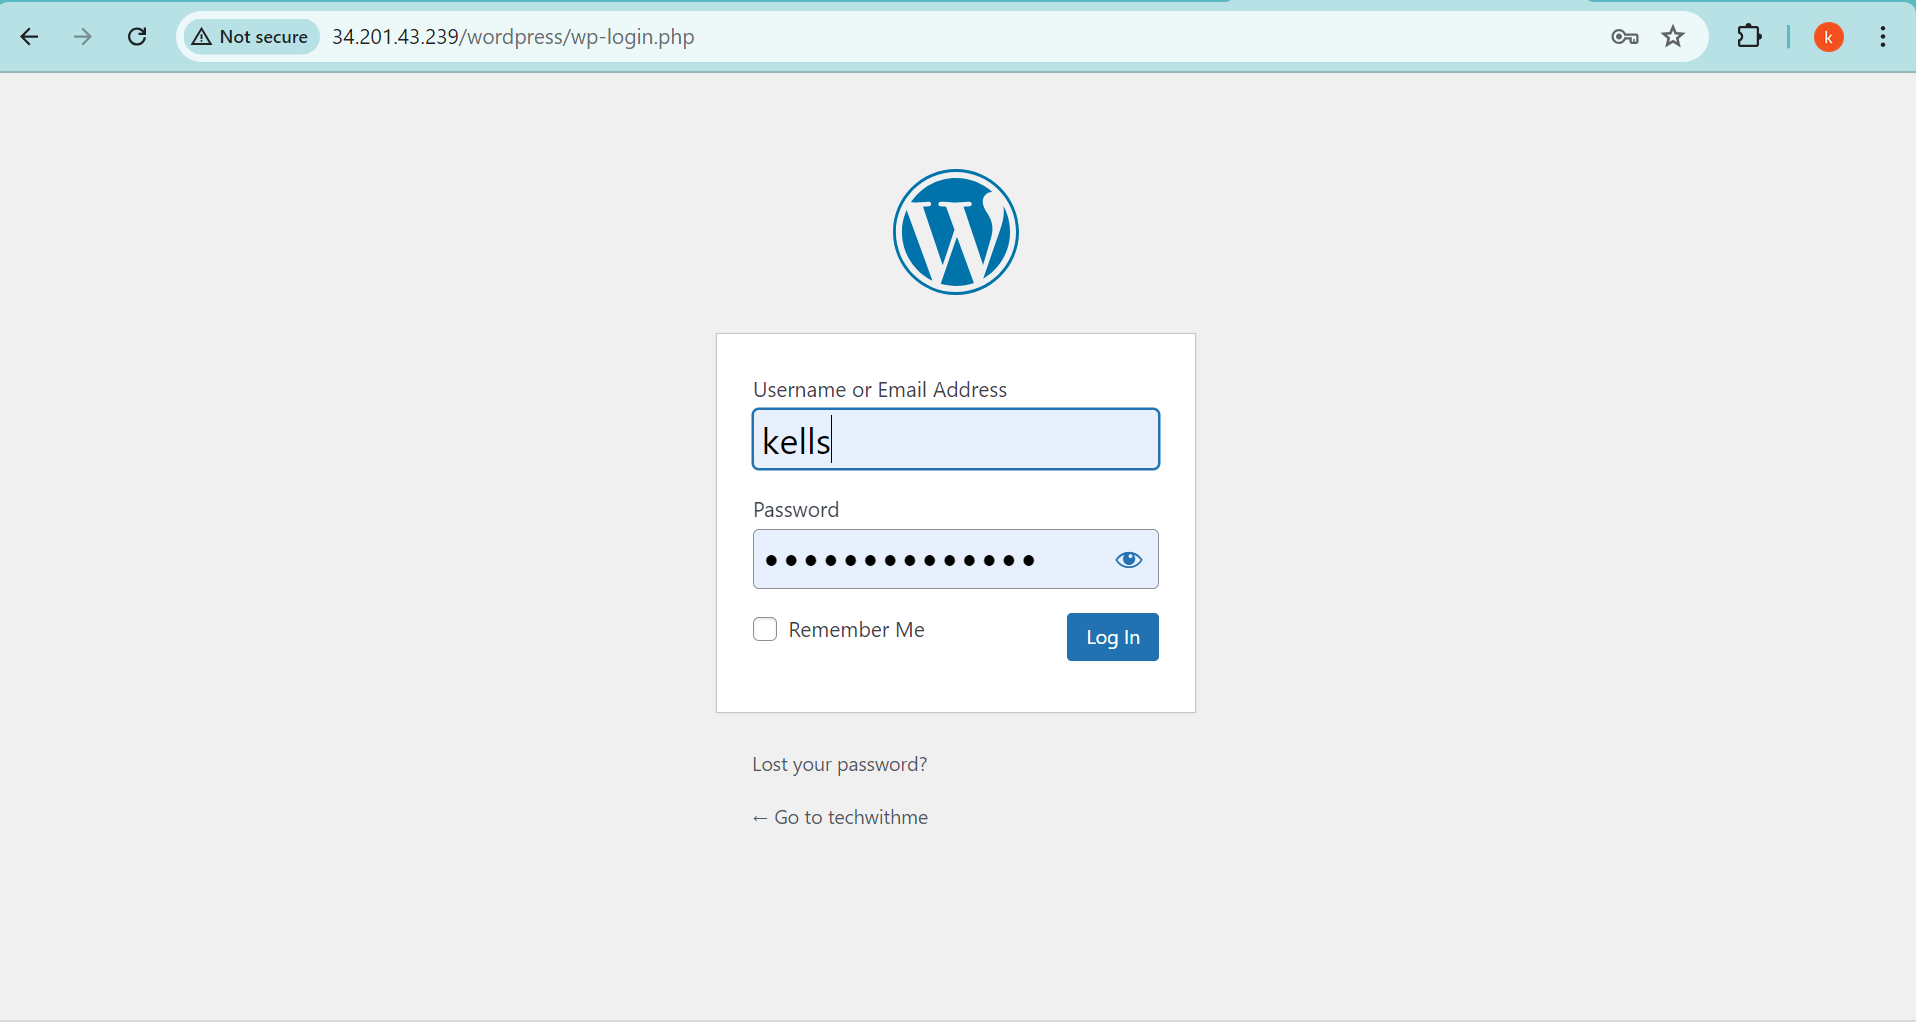 Not secure 34.201.43.239/wordpress/wp-login.php k
W
Username or Email Address
kells
Password
••••••••••••••
Remember Me
Log In
Lost your password?
← Go to techwithme